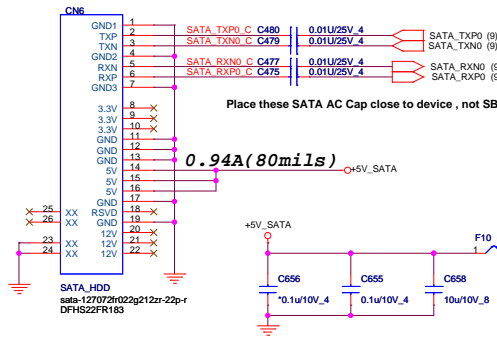 CN6
GND1 1
TXP 2 SATA_TXP0_C C480 0.01U/25V_4 SATA_TXP0 (9)
TXN 3 SATA_TXN0_C C479 0.01U/25V_4 SATA_TXN0 (9)
GND2 4
RXN 5 SATA_RXN0_C C477 0.01U/25V_4 SATA_RXN0 (9
RXP 6 SATA_RXP0_C C475 0.01U/25V_4 SATA_RXP0 (9
GND3 7
Place these SATA AC Cap close to device , not SB
3.3V 8
3.3V 9
3.3V 10
GND 11
GND 12
GND 13
0.94A(80mils)
5V 14 +5V_SATA
5V 15
5V 16
GND 17
25 XX RSVD 18
26 XX GND 19
12V 20
23 XX 12V 21
24 XX 12V 22
SATA_HDD
sata-127072fr022g212zr-22p-r
DFHS22FR183
+5V_SATA
F10
1
C656 C655 C658
*0.1u/10V_4 0.1u/10V_4 10u/10V_8